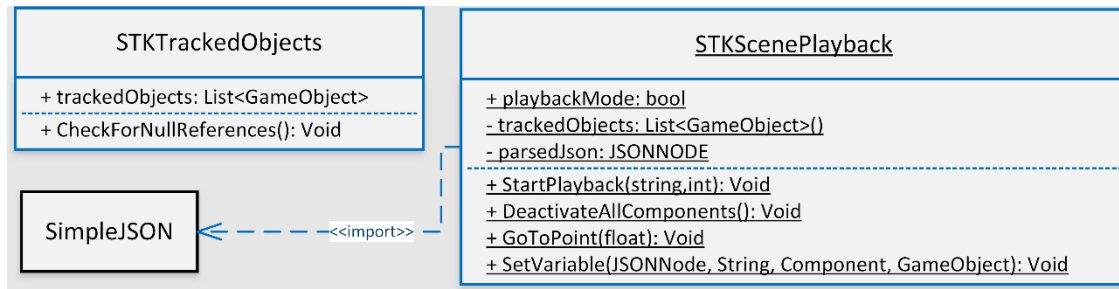 STKTrackedObjects
+ trackedObjects: List<GameObject>
+ CheckForNullReferences(): Void
SimpleJSON
<<import>>
STKScenePlayback
+ playbackMode: bool
- trackedObjects: List<GameObject>()
- parsedJson: JSONNODE
+ StartPlayback(string,int): Void
+ DeactivateAllComponents(): Void
+ GoToPoint(float): Void
+ SetVariable(JSONNode, String, Component, GameObject): Void